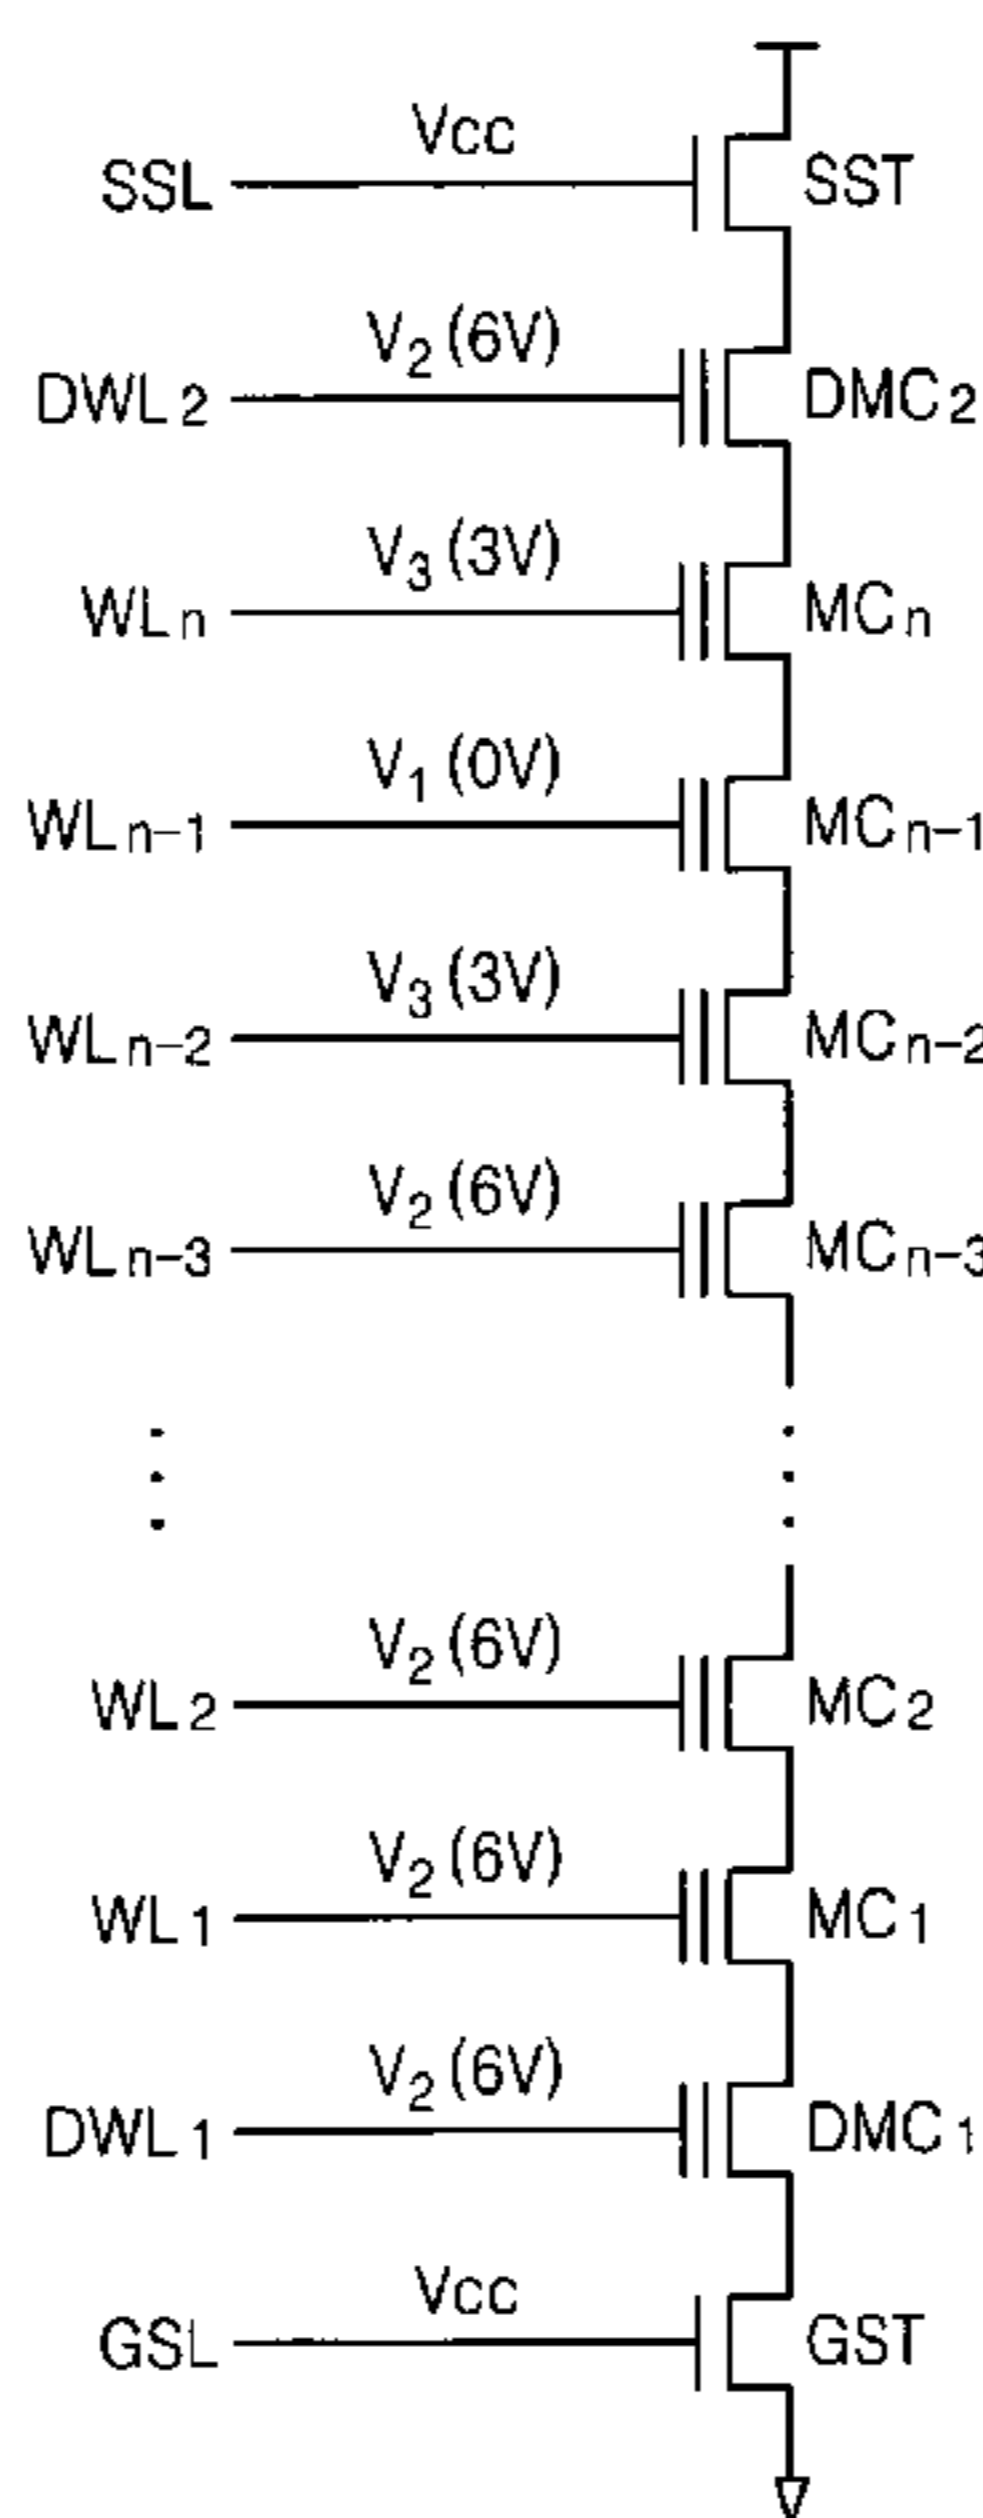 Vcc
SSL SST
V2 (6V)
DWL2 DMC2
V3 (3V)
WLn MCn
V1 (0V)
WLn-1 MCn-1
V3 (3V)
WLn-2 MCn-2
V2 (6V)
WLn-3 MCn-3
V2 (6V)
WL2 MC2
V2 (6V)
WL1 MC1
V2 (6V)
DWL1 DMC1
Vcc
GSL GST